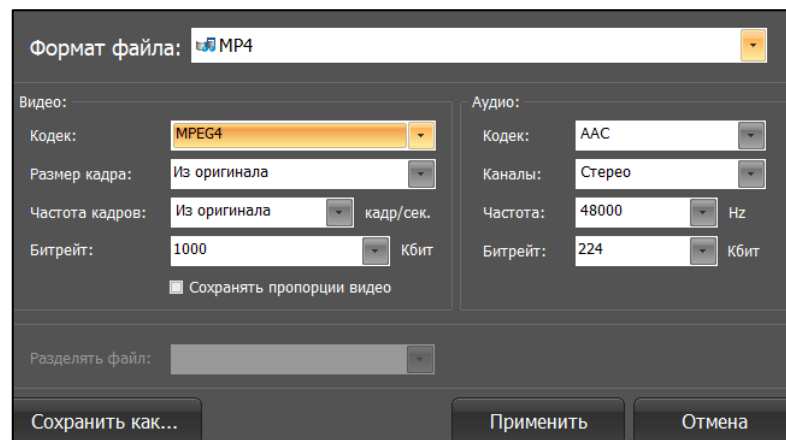 Формат файла: MP4
Видео: Аудио:
Кодек: MPEG4 Кодек: AAC
Размер кадра: Из оригинала Каналы: Стерео
Частота кадров: Из оригинала кадр/сек. Частота: 48000 Hz
Битрейт: 1000 Кбит Битрейт: 224 Кбит
Сохранять пропорции видео
Разделять файл:
Сохранить как... Применить Отмена